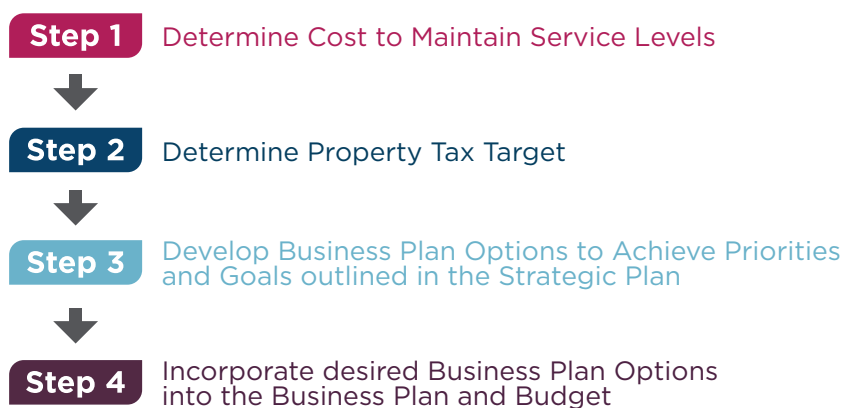 Step 1 Determine Cost to Maintain Service Levels
Step 2 Determine Property Tax Target
Step 3 Develop Business Plan Options to Achieve Priorities
and Goals outlined in the Strategic Plan
Step 4 Incorporate desired Business Plan Options
into the Business Plan and Budget